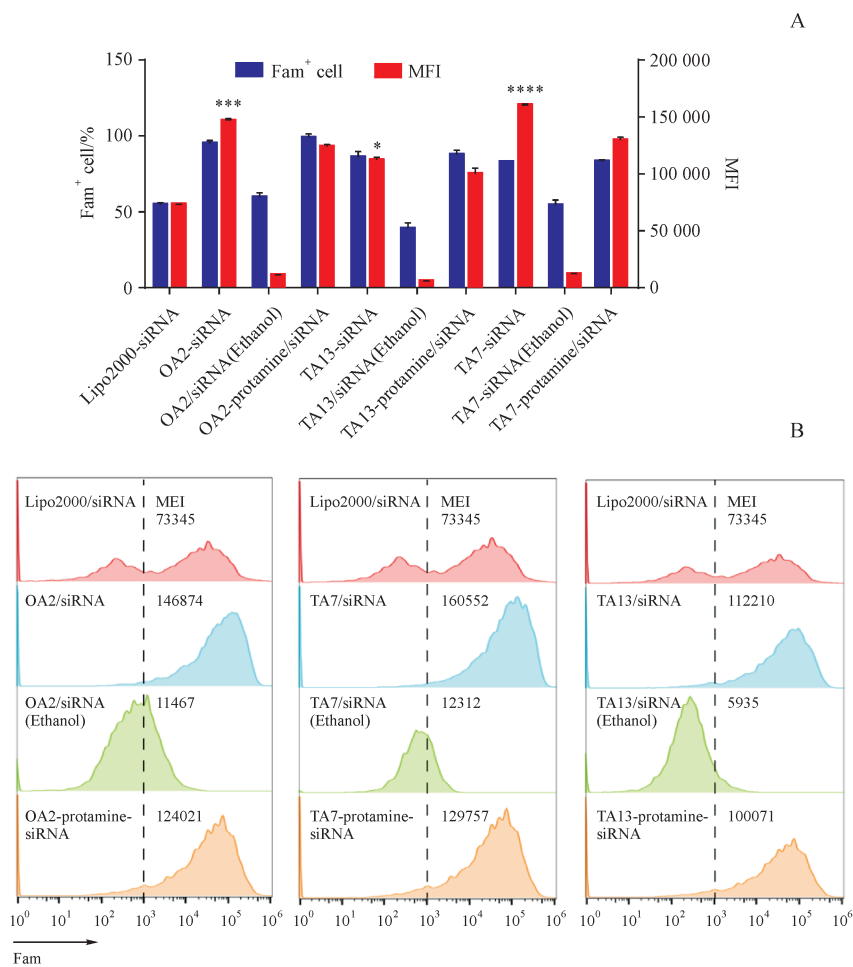 A
Fam⁺ cell MFI
150
100
50
0
Fam⁺ cell/%
200 000
150 000
100 000
50 000
0
MFI
***
*
****
Lipo2000-siRNA
OA2-siRNA
OA2/siRNA(Ethanol)
OA2-protamine/siRNA
TA13-siRNA
TA13/siRNA(Ethanol)
TA13-protamine/siRNA
TA7-siRNA
TA7-siRNA(Ethanol)
TA7-protamine/siRNA
B
Lipo2000/siRNA
MEI
73345
OA2/siRNA
146874
OA2/siRNA
(Ethanol)
11467
OA2-protamine-
siRNA
124021
10⁰ 10¹ 10² 10³ 10⁴ 10⁵ 10⁶
Lipo2000/siRNA
MEI
73345
TA7/siRNA
160552
TA7/siRNA
(Ethanol)
12312
TA7-protamine-
siRNA
129757
10⁰ 10¹ 10² 10³ 10⁴ 10⁵ 10⁶
Lipo2000/siRNA
MEI
73345
TA13/siRNA
112210
TA13/siRNA
(Ethanol)
5935
TA13-protamine-
siRNA
100071
10⁰ 10¹ 10² 10³ 10⁴ 10⁵ 10⁶
Fam